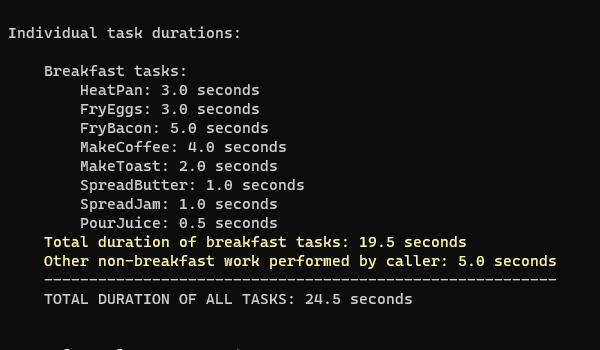 Individual task durations:
Breakfast tasks:
HeatPan: 3.0 seconds
FryEggs: 3.0 seconds
FryBacon: 5.0 seconds
MakeCoffee: 4.0 seconds
MakeToast: 2.0 seconds
SpreadButter: 1.0 seconds
SpreadJam: 1.0 seconds
PourJuice: 0.5 seconds
Total duration of breakfast tasks: 19.5 seconds
Other non-breakfast work performed by caller: 5.0 seconds
---------------------------------------------------------
TOTAL DURATION OF ALL TASKS: 24.5 seconds